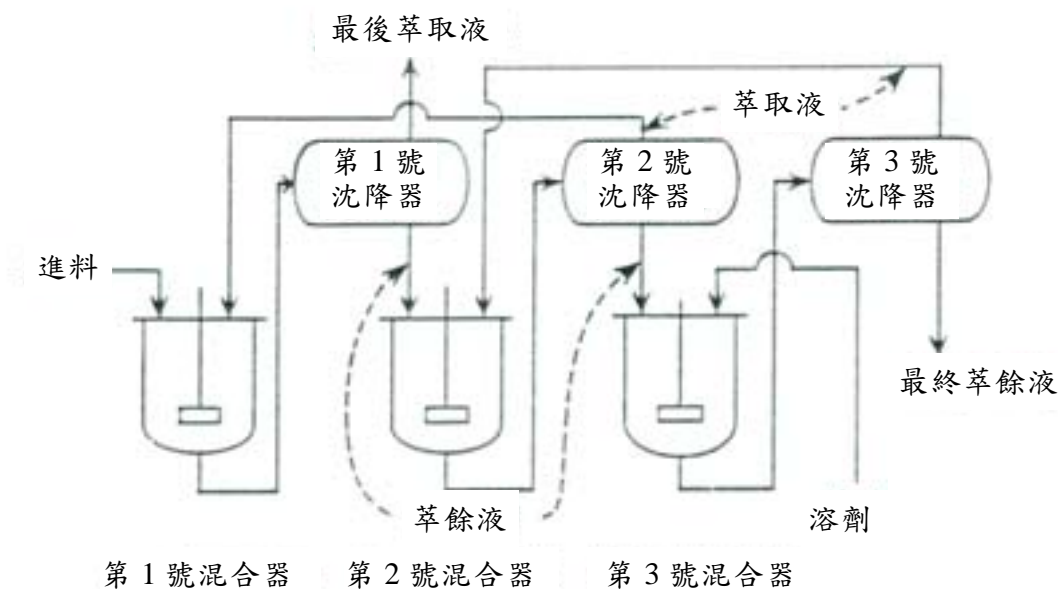 最後萃取液
萃取液
第 1 號
沈降器
第 2 號
沈降器
第 3 號
沈降器
進料
最終萃餘液
萃餘液
溶劑
第 1 號混合器
第 2 號混合器
第 3 號混合器